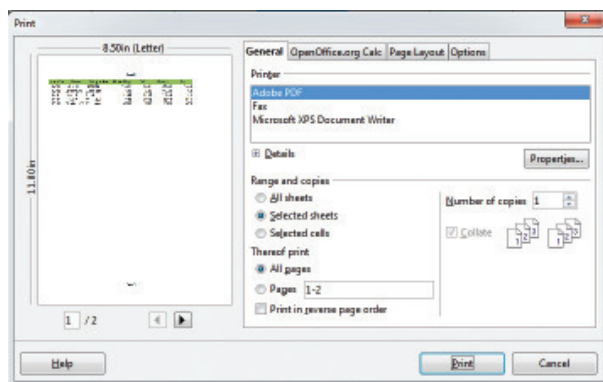 Print
8.50in (Letter)
11.00in
1 / 2
General OpenOffice.org Calc Page Layout Options
Printer
Adobe PDF
Fax
Microsoft XPS Document Writer
Details
Properties...
Range and copies
All sheets
Selected sheets
Selected cells
Number of copies 1
Collate
Thereof print
All pages
Pages 1-2
Print in reverse page order
Help
Print
Cancel